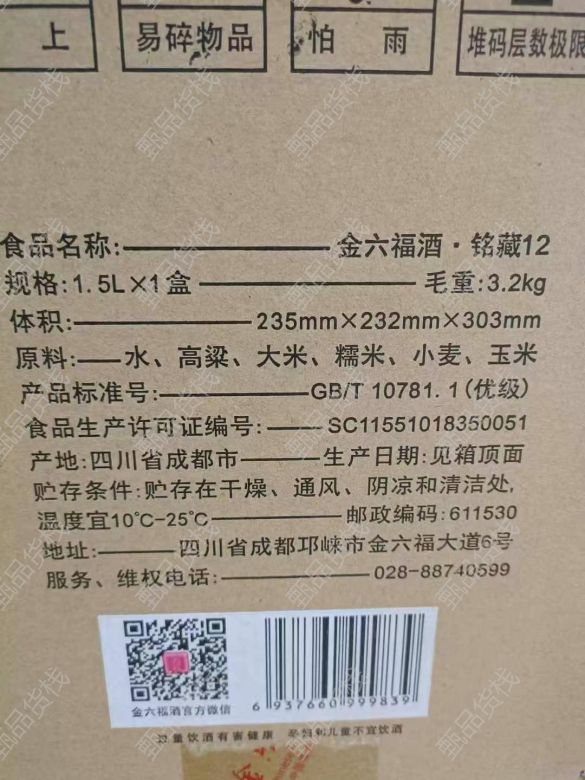 上 易碎物品 怕 雨 堆码层数极限
食品名称: 金六福酒·铭藏12
规格:1.5L×1盒 毛重:3.2kg
体积: 235mm×232mm×303mm
原料: 水、高粱、大米、糯米、小麦、玉米
产品标准号: GB/T 10781.1(优级)
食品生产许可证编号: SC11551018350051
产地:四川省成都市 生产日期:见箱顶面
贮存条件:贮存在干燥、通风、阴凉和清洁处,
温度宜10℃-25℃ 邮政编码:611530
地址: 四川省成都邛崃市金六福大道6号
服务、维权电话: 028-88740599
金六福酒官方微信 6 937660 999839
过量饮酒有害健康 孕妇和儿童不宜饮酒
甄品货栈